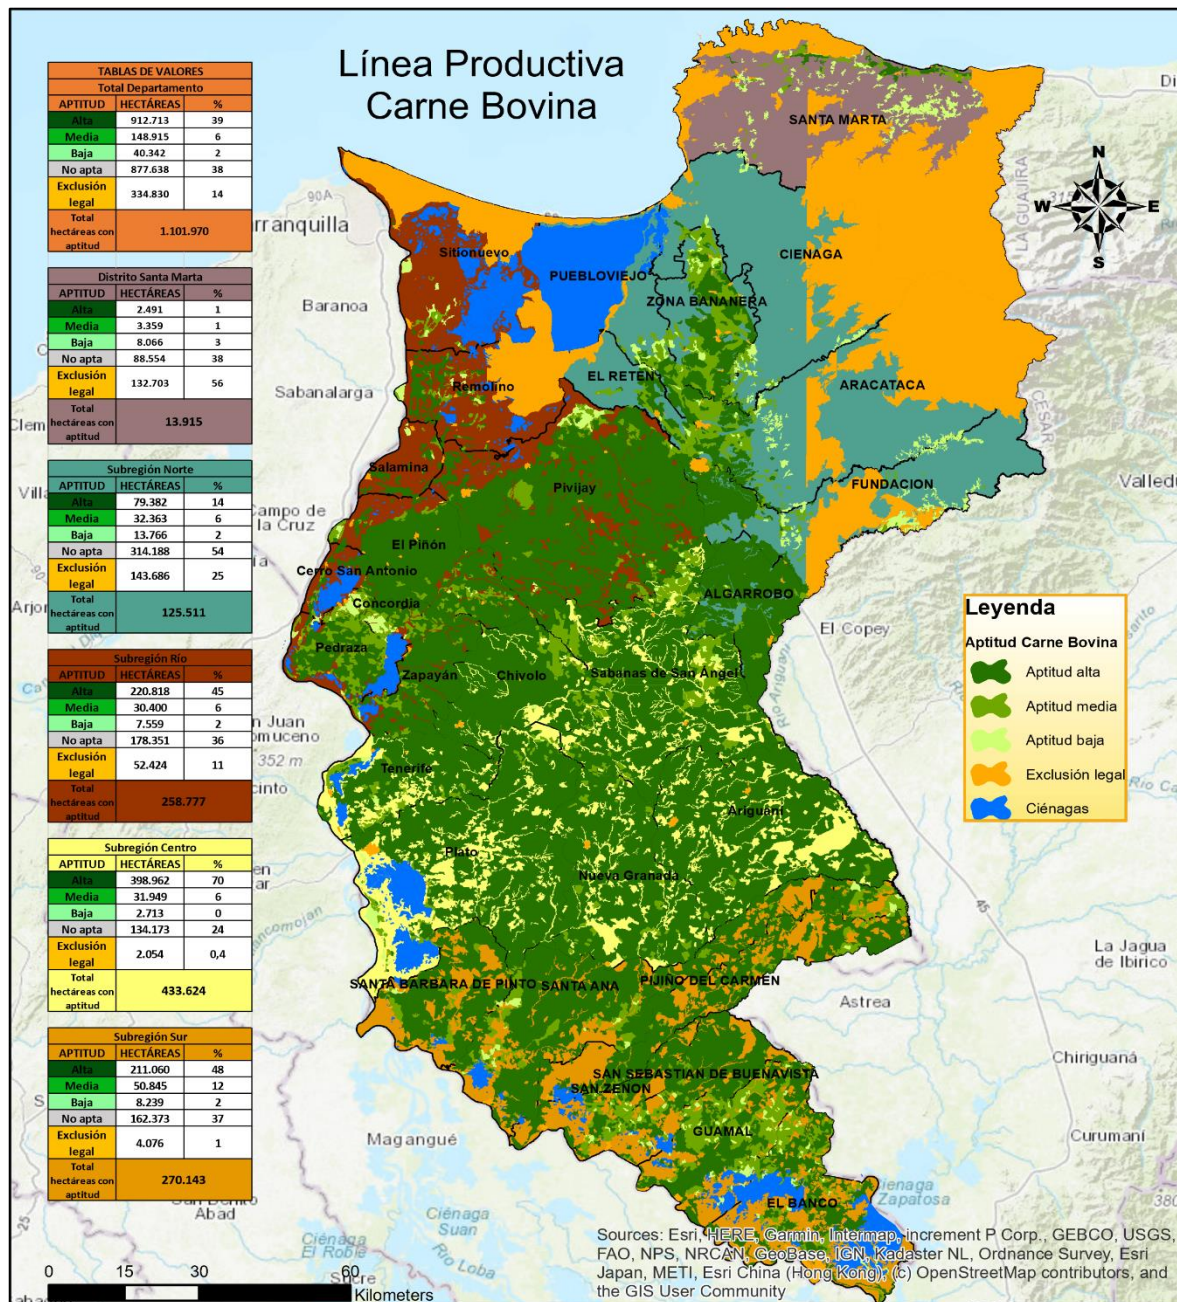 Línea Productiva
Carne Bovina
TABLAS DE VALORES
Total Departamento
APTITUD HECTÁREAS %
Alta 912.713 39
Media 148.915 6
Baja 40.342 2
No apta 877.638 38
Exclusión
legal 334.830 14
Total
hectáreas con
aptitud 1.101.970
Distrito Santa Marta
APTITUD HECTÁREAS %
Alta 2.491 1
Media 3.359 1
Baja 8.066 3
No apta 88.554 38
Exclusión
legal 132.703 56
Total
hectáreas con
aptitud 13.915
Subregión Norte
APTITUD HECTÁREAS %
Alta 79.382 14
Media 32.363 6
Baja 13.766 2
No apta 314.188 54
Exclusión
legal 143.686 25
Total
hectáreas con
aptitud 125.511
Subregión Río
APTITUD HECTÁREAS %
Alta 220.818 45
Media 30.400 6
Baja 7.559 2
No apta 178.351 36
Exclusión
legal 52.424 11
Total
hectáreas con
aptitud 258.777
Subregión Centro
APTITUD HECTÁREAS %
Alta 398.962 70
Media 31.949 6
Baja 2.713 0
No apta 134.173 24
Exclusión
legal 2.054 0,4
Total
hectáreas con
aptitud 433.624
Subregión Sur
APTITUD HECTÁREAS %
Alta 211.060 48
Media 50.845 12
Baja 8.239 2
No apta 162.373 37
Exclusión
legal 4.076 1
Total
hectáreas con
aptitud 270.143
SANTA MARTA
N
W E
S
LA GUAJIRA
90A
arranquilla
Sitionuevo
PUEBLOVIEJO
CIENAGA
Baranoa
ZONA BANANERA
Sabanalarga
Remolino
EL RETEN
ARACATACA
CESAR
Salamina
Pivijay
FUNDACION
Valledu
Campo de
la Cruz
El Piñón
Cerro San Antonio
Concordia
ALGARROBO
El Copey
Arjon
Pedraza
Zapayán
Chivolo
Sabanas de San Angel
Río Ariguaní
an Juan
omuceno
352 m
cinto
Tenerife
Ariguaní
Plato
Nueva Granada
45
La Jagua
de Ibirico
SANTA BARBARA DE PINTO
SANTA ANA
PIJIÑO DEL CARMEN
Astrea
Chiriguaná
SAN SEBASTIAN DE BUENAVISTA
SAN ZENON
GUAMAL
Magangué
Curumaní
EL BANCO
Cienaga
Zapatosa
Abad
Ciénaga
Suan
Ciénaga
El Roble
Río Loba
Sucre
25
Leyenda
Aptitud Carne Bovina
Aptitud alta
Aptitud media
Aptitud baja
Exclusión legal
Ciénagas
Sources: Esri, HERE, Garmin, Intermap, increment P Corp., GEBCO, USGS,
FAO, NPS, NRCAN, GeoBase, IGN, Kadaster NL, Ordnance Survey, Esri
Japan, METI, Esri China (Hong Kong), (c) OpenStreetMap contributors, and
the GIS User Community
0 15 30 60
Kilometers